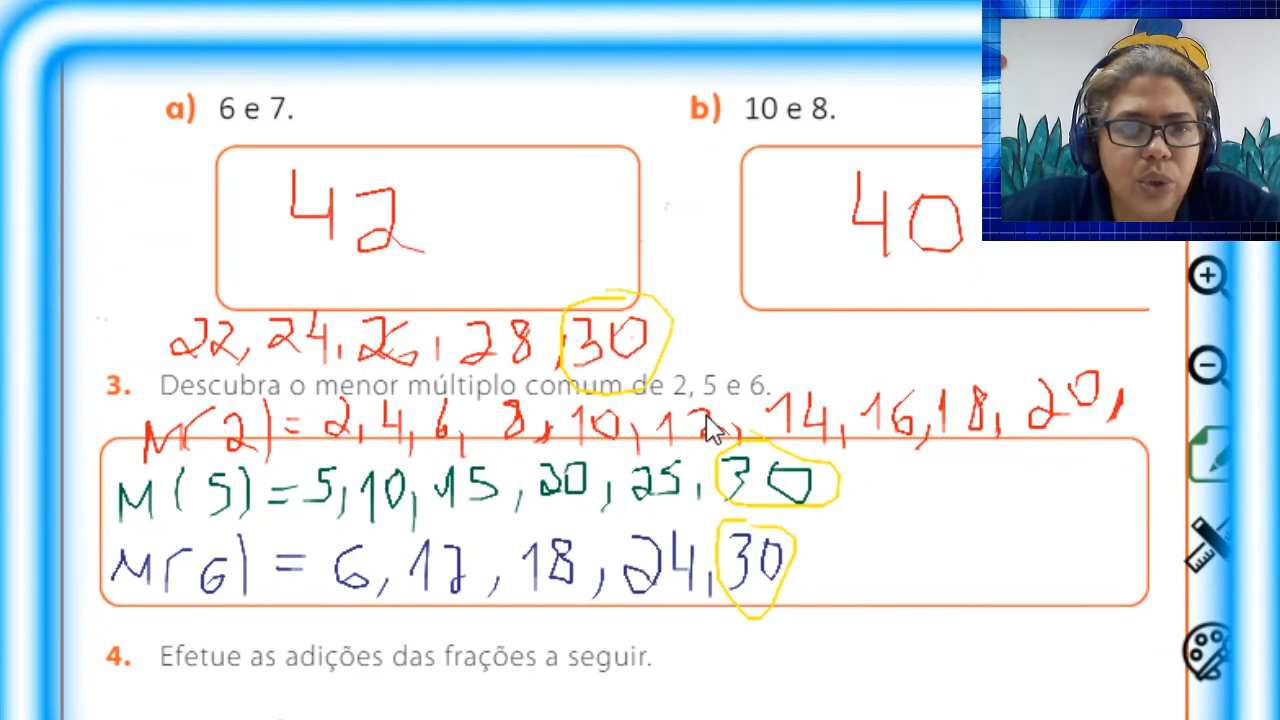 a) 6 e 7.
b) 10 e 8.
42
40
22, 24, 26, 28, 30
3. Descubra o menor múltiplo comum de 2, 5 e 6.
M(2) = 2, 4, 6, 8, 10, 12, 14, 16, 18, 20,
M(5) = 5, 10, 15, 20, 25, 30
M(6) = 6, 12, 18, 24, 30
4. Efetue as adições das frações a seguir.